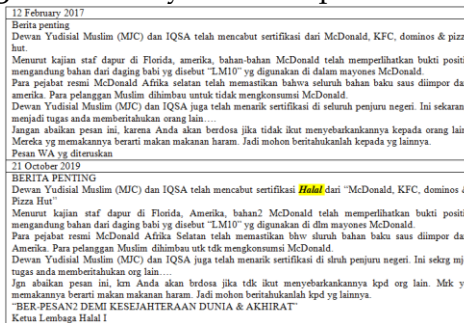 12 February 2017
Berita penting
Dewan Yudisial Muslim (MJC) dan IQSA telah mencabut sertifikasi dari McDonald, KFC, dominos & pizz
hut.
Menurut kajian staf dapur di Florida, amerika, bahan-bahan McDonald telah memperlihatkan bukti posit
mengandung bahan dari daging babi yg disebut "LM10" yg digunakan di dalam mayones McDonald.
Para pejabat resmi McDonald Afrika selatan telah memastikan bahwa seluruh bahan baku saus diimpor dar
amerika. Para pelanggan Muslim dihimbau untuk tidak mengkonsumsi McDonald.
Dewan Yudisial Muslim (MJC) dan IQSA juga telah menarik sertifikasi di seluruh penjuru negeri. Ini sekaran
menjadi tugas anda memberitahukan orang lain....
Jangan abaikan pesan ini, karena Anda akan berdosa jika tidak ikut menyebarkankannya kepada orang lain
Mereka yg memakannya berarti makan makanan haram. Jadi mohon beritahukanlah kepada yg lainnya.
Pesan WA yg diteruskan
21 October 2019
BERITA PENTING
Dewan Yudisial Muslim (MJC) dan IQSA telah mencabut sertifikasi Halal dari "McDonald, KFC, dominos &
Pizza Hut"
Menurut kajian staf dapur di Florida, Amerika, bahan2 McDonald telah memperlihatkan bukti positi
mengandung bahan dari daging babi yg disebut "LM10" yg digunakan di dlm mayones McDonald.
Para pejabat resmi McDonald Afrika Selatan telah memastikan bhw sluruh bahan baku saus diimpor da
Amerika. Para pelanggan Muslim dihimbau utk tdk mengkonsumsi McDonald.
Dewan Yudisial Muslim (MJC) dan IQSA juga telah menarik sertifikasi di slruh penjuru negeri. Ini sekrg mj
tugas anda memberitahukan org lain....
Jgn abaikan pesan ini, krn Anda akan brdosa jika tdk ikut menyebarkankannya kpd org lain. Mrk y
memakannya berarti makan makanan haram. Jadi mohon beritahukanlah kpd yg lainnya.
"BER-PESAN2 DEMI KESEJAHTERAAN DUNIA & AKHIRAT"
Ketua Lembaga Halal I